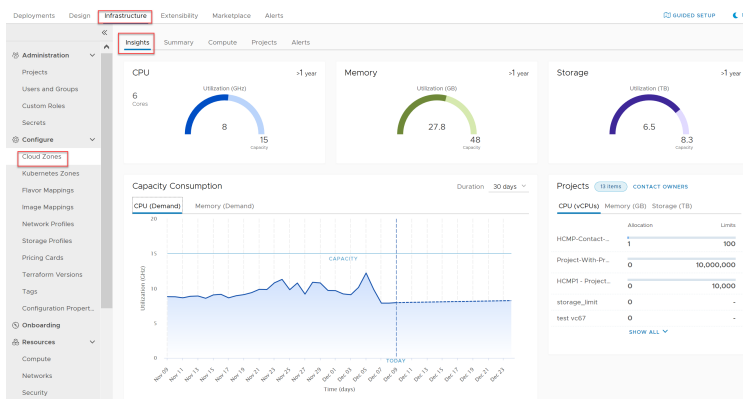 Deployments Design Infrastructure Extensibility Marketplace Alerts
GUIDED SETUP
«
Insights Summary Compute Projects Alerts
Administration
Projects
Users and Groups
Custom Roles
Secrets
Configure
Cloud Zones
Kubernetes Zones
Flavor Mappings
Image Mappings
Network Profiles
Storage Profiles
Pricing Cards
Terraform Versions
Tags
Configuration Propert...
Onboarding
Resources
Compute
Networks
Security
CPU >1 year
6
Cores
Utilization (GHz)
8
15
Capacity
Memory >1 year
Utilization (GB)
27.8
48
Capacity
Storage >1 year
Utilization (TB)
6.5
8.3
Capacity
Capacity Consumption
Duration 30 days
CPU (Demand) Memory (Demand)
Utilization (GHz)
20
15
10
5
0
CAPACITY
TODAY
Nov 09 Nov 11 Nov 13 Nov 15 Nov 17 Nov 19 Nov 21 Nov 23 Nov 25 Nov 27 Nov 29 Dec 01 Dec 03 Dec 05 Dec 07 Dec 09 Dec 11 Dec 13 Dec 15 Dec 17 Dec 19 Dec 21 Dec 23
Time (days)
Projects 13 items CONTACT OWNERS
CPU (vCPUs) Memory (GB) Storage (TB)
Allocation Limits
HCMP-Contact-... 1 100
Project-With-Pr... 0 10,000,000
HCMP1 - Project... 0 10,000
storage_limit 0 -
test vc67 0 -
SHOW ALL